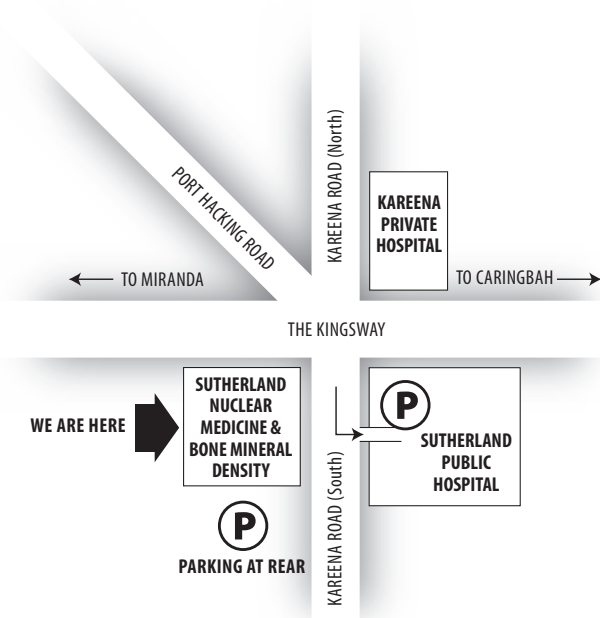 KAREENA ROAD (North)
PORT HACKING ROAD
KAREENA
PRIVATE
HOSPITAL
TO MIRANDA
TO CARINGBAH
THE KINGSWAY
SUTHERLAND
NUCLEAR
MEDICINE &
BONE MINERAL
DENSITY
WE ARE HERE
P
SUTHERLAND
PUBLIC
HOSPITAL
KAREENA ROAD (South)
P
PARKING AT REAR